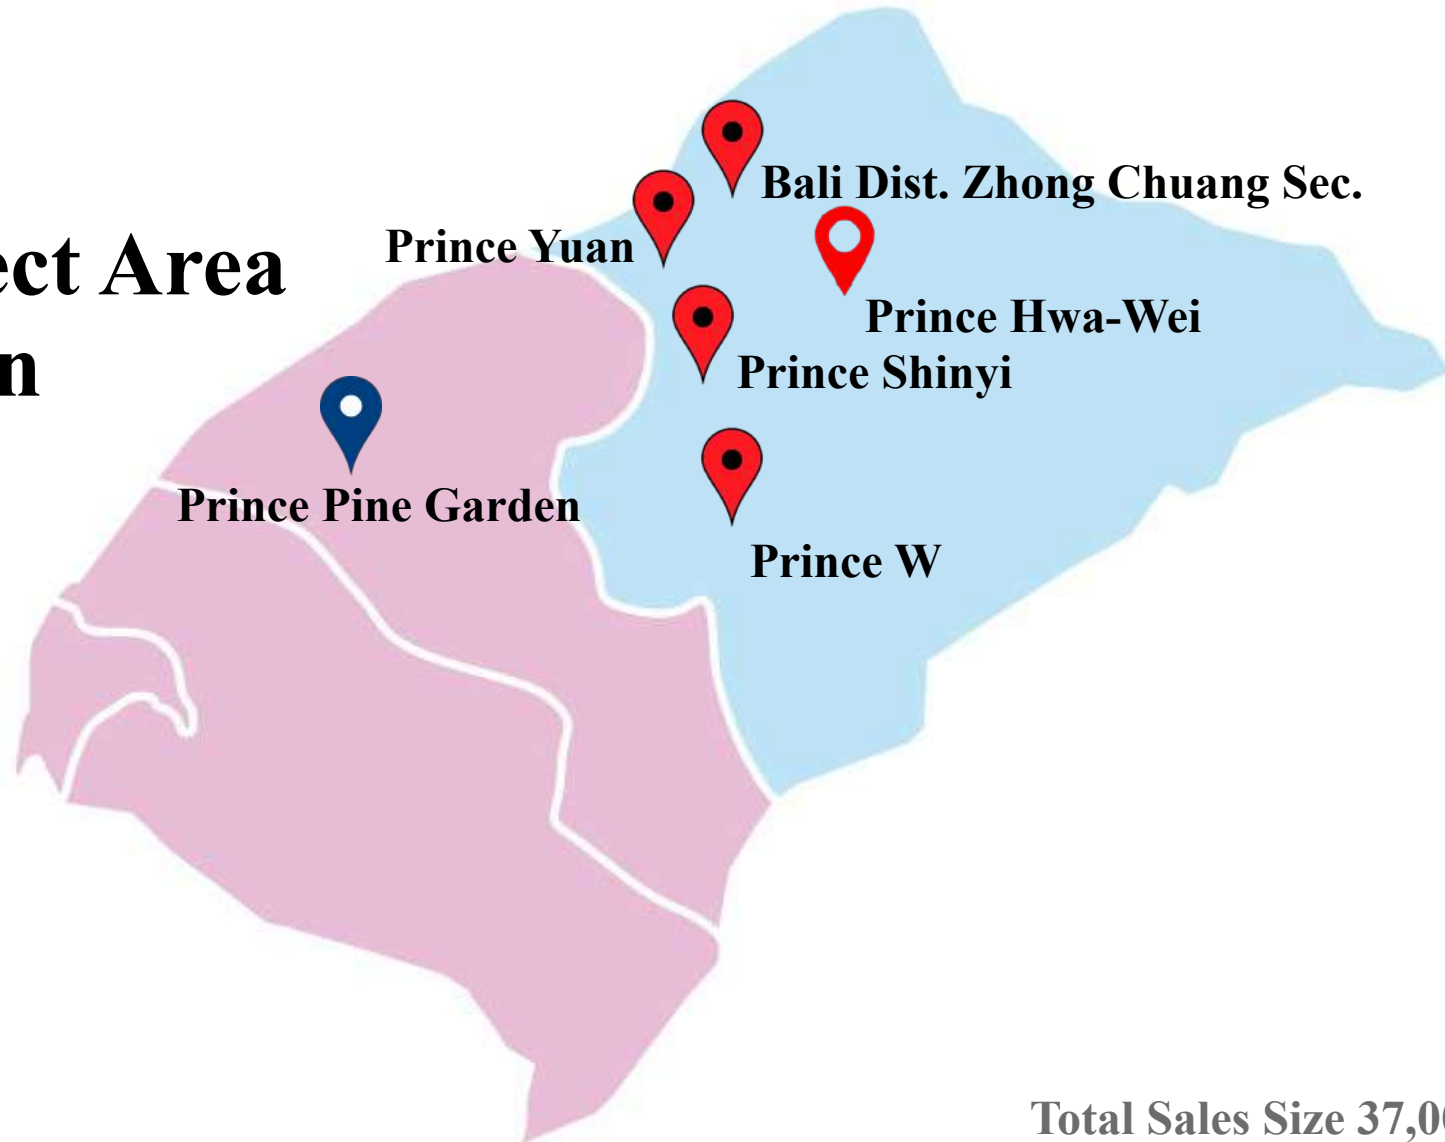 Bali Dist. Zhong Chuang Sec.
Prince Yuan
ect Area
Prince Hwa-Wei
n
Prince Shinyi
Prince Pine Garden
Prince W
Total Sales Size 37,0